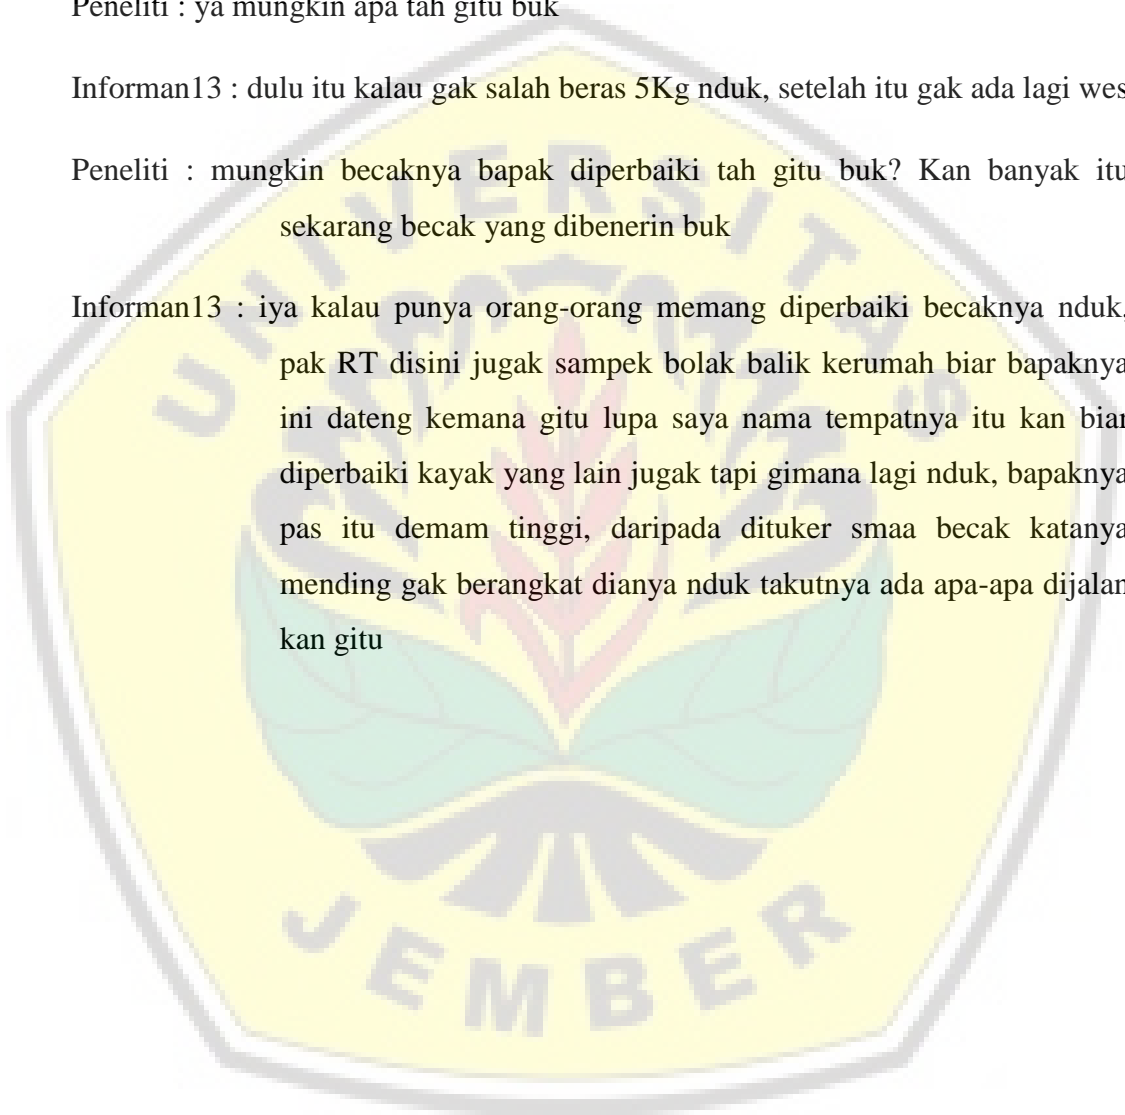 Peneliti : ya mungkin apa tah gitu buk
Informan13 : dulu itu kalau gak salah beras 5Kg nduk, setelah itu gak ada lagi wes
Peneliti : mungkin becaknya bapak diperbaiki tah gitu buk? Kan banyak itu
sekarang becak yang dibenerin buk
Informan13 : iya kalau punya orang-orang memang diperbaiki becaknya nduk,
pak RT disini jugak sampek bolak balik kerumah biar bapaknya
ini dateng kemana gitu lupa saya nama tempatnya itu kan biar
diperbaiki kayak yang lain jugak tapi gimana lagi nduk, bapaknya
pas itu demam tinggi, daripada dituker smaa becak katanya
mending gak berangkat dianya nduk takutnya ada apa-apa dijalan
kan gitu
UNIVERSITAS
JEMBER